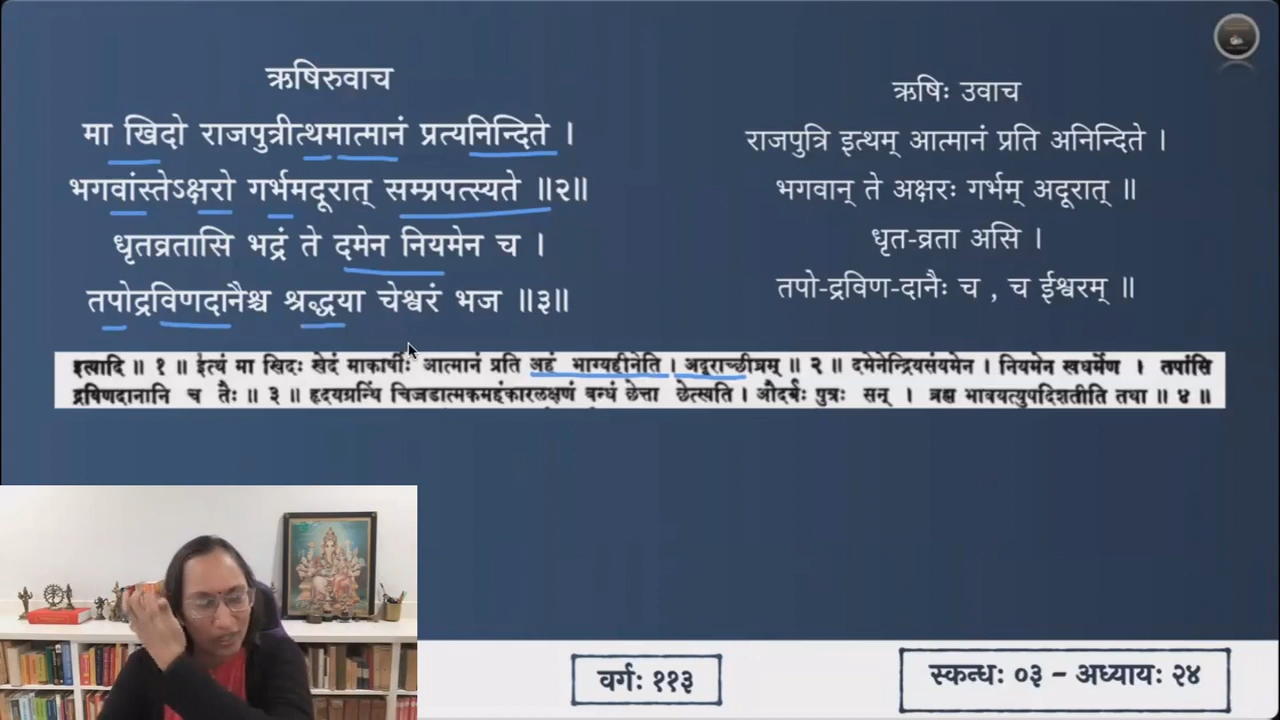 ऋषिरुवाच
मा खिदो राजपुत्रीत्थमात्मानं प्रत्यनिन्दिते ।
भगवांस्तेऽक्षरो गर्भमदूरात् सम्प्रपत्स्यते ॥२॥
धृतव्रतासि भद्रं ते दमेन नियमेन च ।
तपोद्रविणदानैश्च श्रद्धया चेश्वरं भज ॥३॥
ऋषिः उवाच
राजपुत्रि इत्थम् आत्मानं प्रति अनिन्दिते ।
भगवान् ते अक्षरः गर्भम् अदूरात् ॥
धृत-व्रता असि ।
तपो-द्रविण-दानैः च , च ईश्वरम् ॥
इत्यादि ॥ १ ॥ इत्थं मा खिदः खेदं माकार्षीः आत्मानं प्रति अहं भाग्यहीनेति । अदूराच्छीघ्रम् ॥ २ ॥ दमेनेन्द्रियसंयमेन । नियमेन स्वधर्मेण । तपांसि
द्रविणदानानि च तैः ॥ ३ ॥ हृदयग्रन्थिं चिज्जडात्मकमहंकारलक्षणं बन्धं छेत्ता छेत्स्यति । औदर्यः पुत्रः सन् । ब्रह्म भावयत्युपदिशतीति तथा ॥ ४ ॥
वर्गः ११३
स्कन्धः ०३ – अध्यायः २४